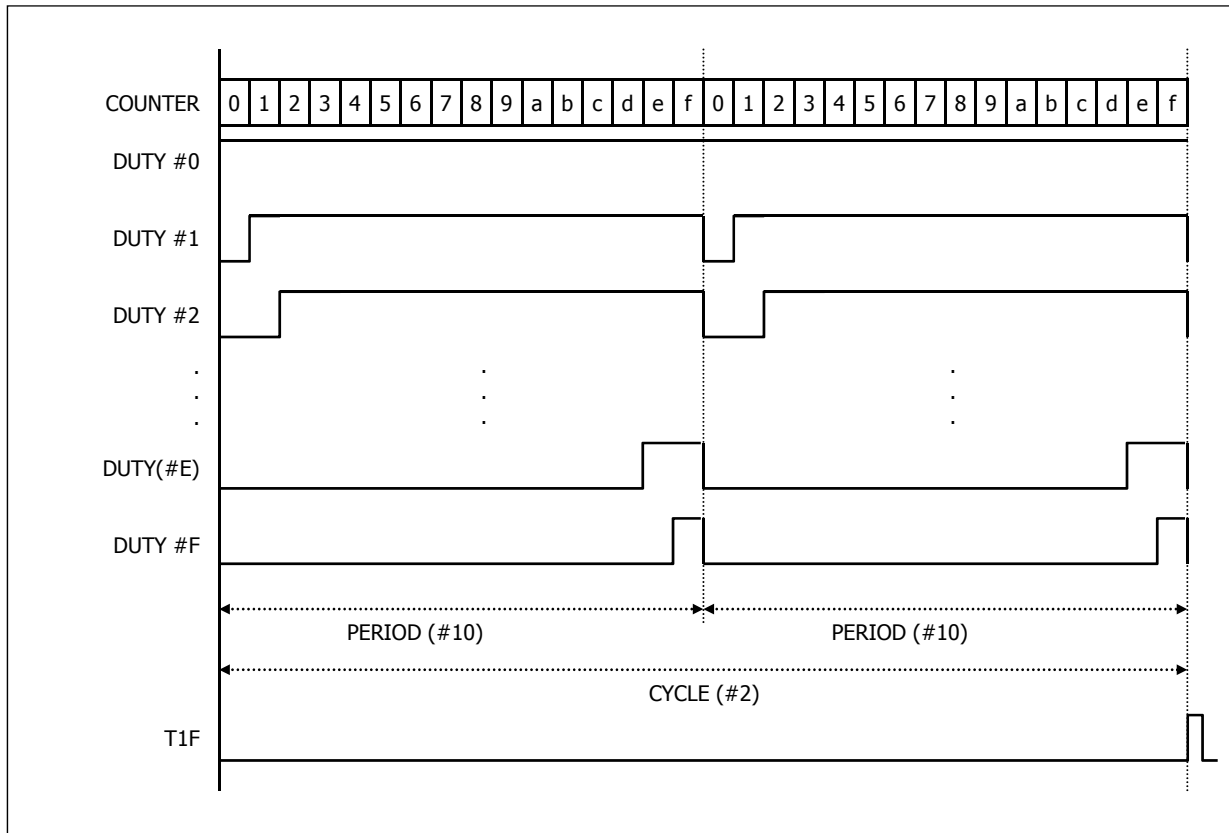 COUNTER 0 1 2 3 4 5 6 7 8 9 a b c d e f 0 1 2 3 4 5 6 7 8 9 a b c d e f
DUTY #0
DUTY #1
DUTY #2
. . .
. . .
. . .
DUTY(#E)
DUTY #F
PERIOD (#10) PERIOD (#10)
CYCLE (#2)
T1F